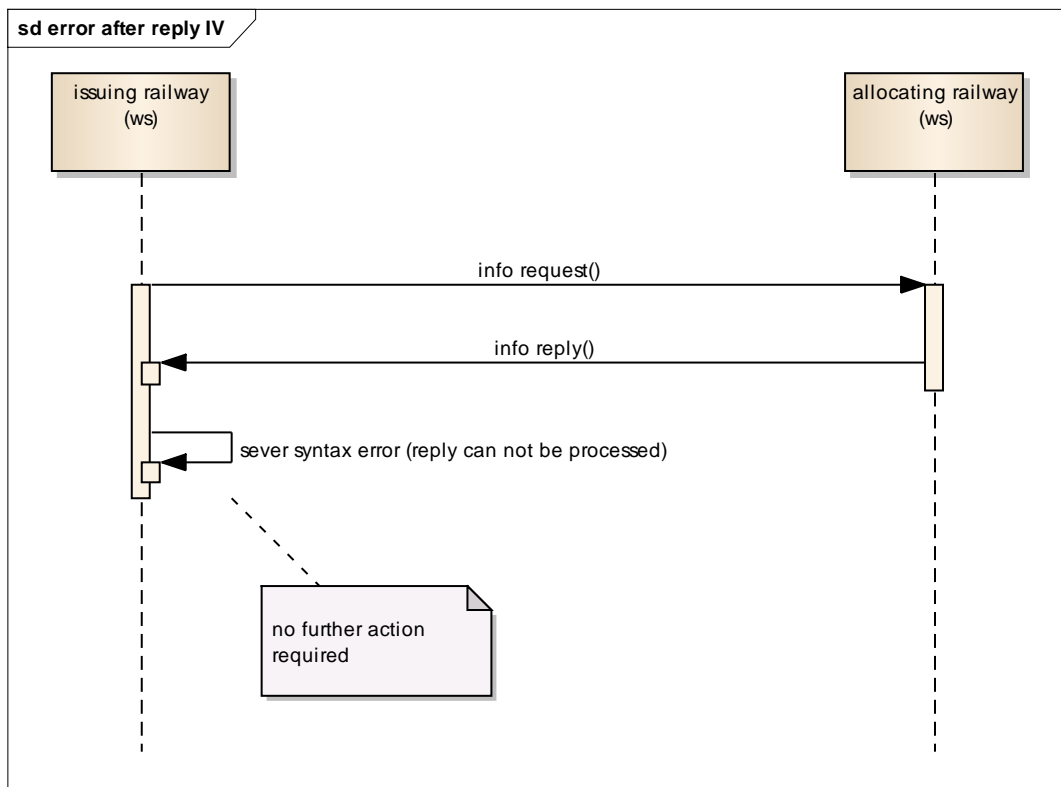 sd error after reply IV
issuing railway
(ws)
allocating railway
(ws)
info request()
info reply()
sever syntax error (reply can not be processed)
no further action
required